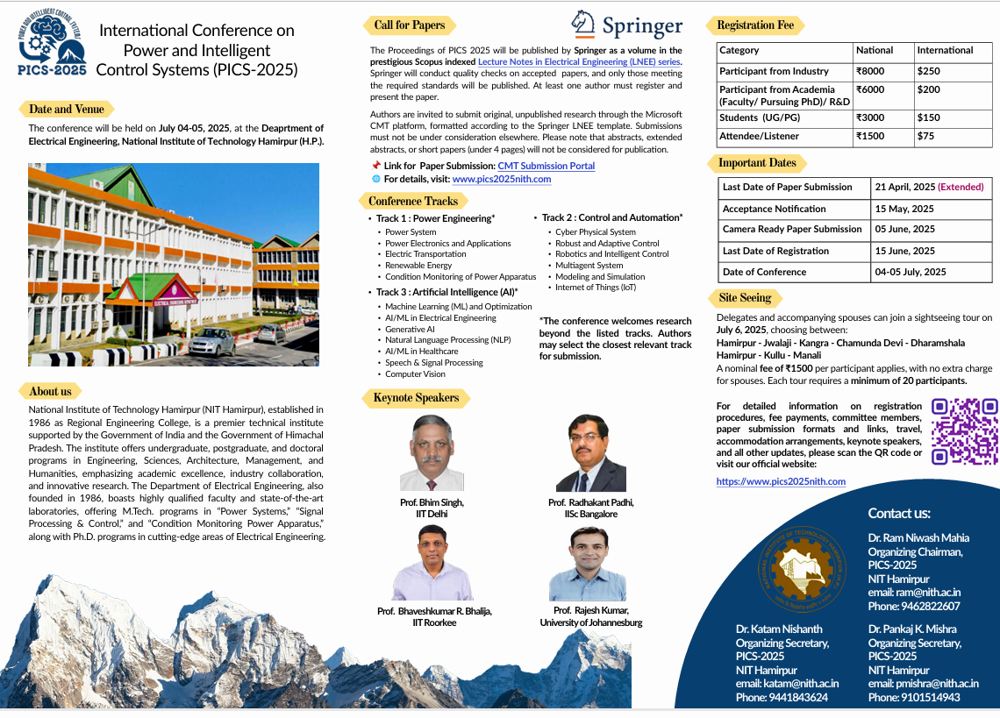 POWER AND INTELLIGENT CONTROL SYSTEMS
PICS-2025
International Conference on
Power and Intelligent
Control Systems (PICS-2025)
Date and Venue
The conference will be held on July 04-05, 2025, at the Deaprtment of
Electrical Engineering, National Institute of Technology Hamirpur (H.P.).
ELECTRICAL ENGINEERING DEPARTMENT
About us
National Institute of Technology Hamirpur (NIT Hamirpur), established in
1986 as Regional Engineering College, is a premier technical institute
supported by the Government of India and the Government of Himachal
Pradesh. The institute offers undergraduate, postgraduate, and doctoral
programs in Engineering, Sciences, Architecture, Management, and
Humanities, emphasizing academic excellence, industry collaboration,
and innovative research. The Department of Electrical Engineering, also
founded in 1986, boasts highly qualified faculty and state-of-the-art
laboratories, offering M.Tech. programs in “Power Systems,” “Signal
Processing & Control,” and “Condition Monitoring Power Apparatus,”
along with Ph.D. programs in cutting-edge areas of Electrical Engineering.
Call for Papers
Springer
The Proceedings of PICS 2025 will be published by Springer as a volume in the
prestigious Scopus indexed Lecture Notes in Electrical Engineering (LNEE) series.
Springer will conduct quality checks on accepted papers, and only those meeting
the required standards will be published. At least one author must register and
present the paper.
Authors are invited to submit original, unpublished research through the Microsoft
CMT platform, formatted according to the Springer LNEE template. Submissions
must not be under consideration elsewhere. Please note that abstracts, extended
abstracts, or short papers (under 4 pages) will not be considered for publication.
📌 Link for Paper Submission: CMT Submission Portal
🌐 For details, visit: www.pics2025nith.com
Conference Tracks
• Track 1 : Power Engineering*
• Power System
• Power Electronics and Applications
• Electric Transportation
• Renewable Energy
• Condition Monitoring of Power Apparatus
• Track 3 : Artificial Intelligence (AI)*
• Machine Learning (ML) and Optimization
• AI/ML in Electrical Engineering
• Generative AI
• Natural Language Processing (NLP)
• AI/ML in Healthcare
• Speech & Signal Processing
• Computer Vision
• Track 2 : Control and Automation*
• Cyber Physical System
• Robust and Adaptive Control
• Robotics and Intelligent Control
• Multiagent System
• Modeling and Simulation
• Internet of Things (IoT)
*The conference welcomes research
beyond the listed tracks. Authors
may select the closest relevant track
for submission.
Keynote Speakers
Prof. Bhim Singh,
IIT Delhi
Prof. Radhakant Padhi,
IISc Bangalore
Prof. Bhaveshkumar R. Bhalija,
IIT Roorkee
Prof. Rajesh Kumar,
University of Johannesburg
Registration Fee
Category National International
Participant from Industry ₹8000 $250
Participant from Academia ₹6000 $200
(Faculty/ Pursuing PhD)/ R&D
Students (UG/PG) ₹3000 $150
Attendee/Listener ₹1500 $75
Important Dates
Last Date of Paper Submission 21 April, 2025 (Extended)
Acceptance Notification 15 May, 2025
Camera Ready Paper Submission 05 June, 2025
Last Date of Registration 15 June, 2025
Date of Conference 04-05 July, 2025
Site Seeing
Delegates and accompanying spouses can join a sightseeing tour on
July 6, 2025, choosing between:
Hamirpur - Jwalaji - Kangra - Chamunda Devi - Dharamshala
Hamirpur - Kullu - Manali
A nominal fee of ₹1500 per participant applies, with no extra charge
for spouses. Each tour requires a minimum of 20 participants.
For detailed information on registration
procedures, fee payments, committee members,
paper submission formats and links, travel,
accommodation arrangements, keynote speakers,
and all other updates, please scan the QR code or
visit our official website:
https://www.pics2025nith.com
Contact us:
NATIONAL INSTITUTE OF TECHNOLOGY HAMIRPUR (H.P.)
Dr. Ram Niwash Mahia
Organizing Chairman,
PICS-2025
NIT Hamirpur
email: ram@nith.ac.in
Phone: 9462822607
Dr. Katam Nishanth
Organizing Secretary,
PICS-2025
NIT Hamirpur
email: katam@nith.ac.in
Phone: 9441843624
Dr. Pankaj K. Mishra
Organizing Secretary,
PICS-2025
NIT Hamirpur
email: pmishra@nith.ac.in
Phone: 9101514943